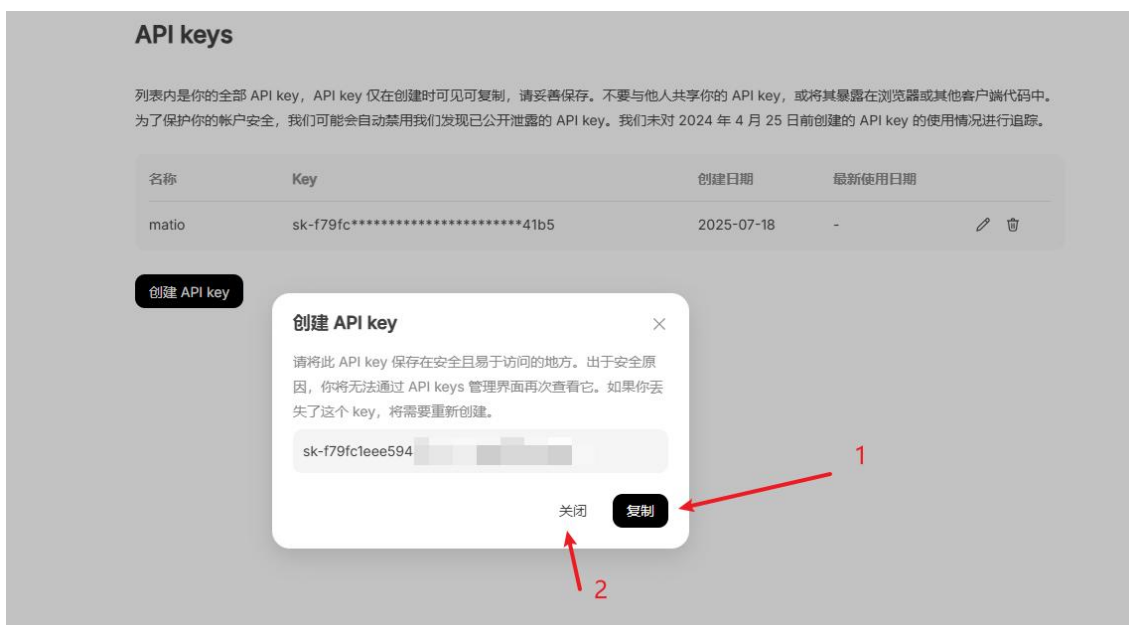 API keys
列表内是你的全部 API key，API key 仅在创建时可见可复制，请妥善保存。不要与他人共享你的 API key，或将其暴露在浏览器或其他客户端代码中。
为了保护你的帐户安全，我们可能会自动禁用我们发现已公开泄露的 API key。我们未对 2024 年 4 月 25 日前创建的 API key 的使用情况进行追踪。
名称 Key 创建日期 最新使用日期
matio sk-f79fc***********************41b5 2025-07-18 -
创建 API key
创建 API key
请将此 API key 保存在安全且易于访问的地方。出于安全原
因，你将无法通过 API keys 管理界面再次查看它。如果你丢
失了这个 key，将需要重新创建。
sk-f79fc1eee594
1
关闭 复制
2